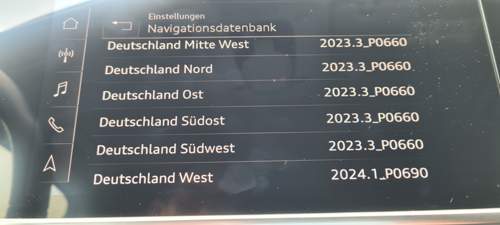 Einstellungen
Navigationsdatenbank
Deutschland Mitte West 2023.3_P0660
Deutschland Nord 2023.3_P0660
Deutschland Ost 2023.3_P0660
Deutschland Südost 2023.3_P0660
Deutschland Südwest 2023.3_P0660
Deutschland West 2024.1_P0690